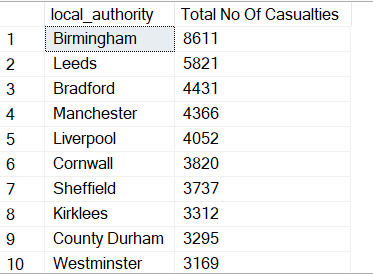 local_authority Total No Of Casualties
1 Birmingham 8611
2 Leeds 5821
3 Bradford 4431
4 Manchester 4366
5 Liverpool 4052
6 Cornwall 3820
7 Sheffield 3737
8 Kirklees 3312
9 County Durham 3295
10 Westminster 3169